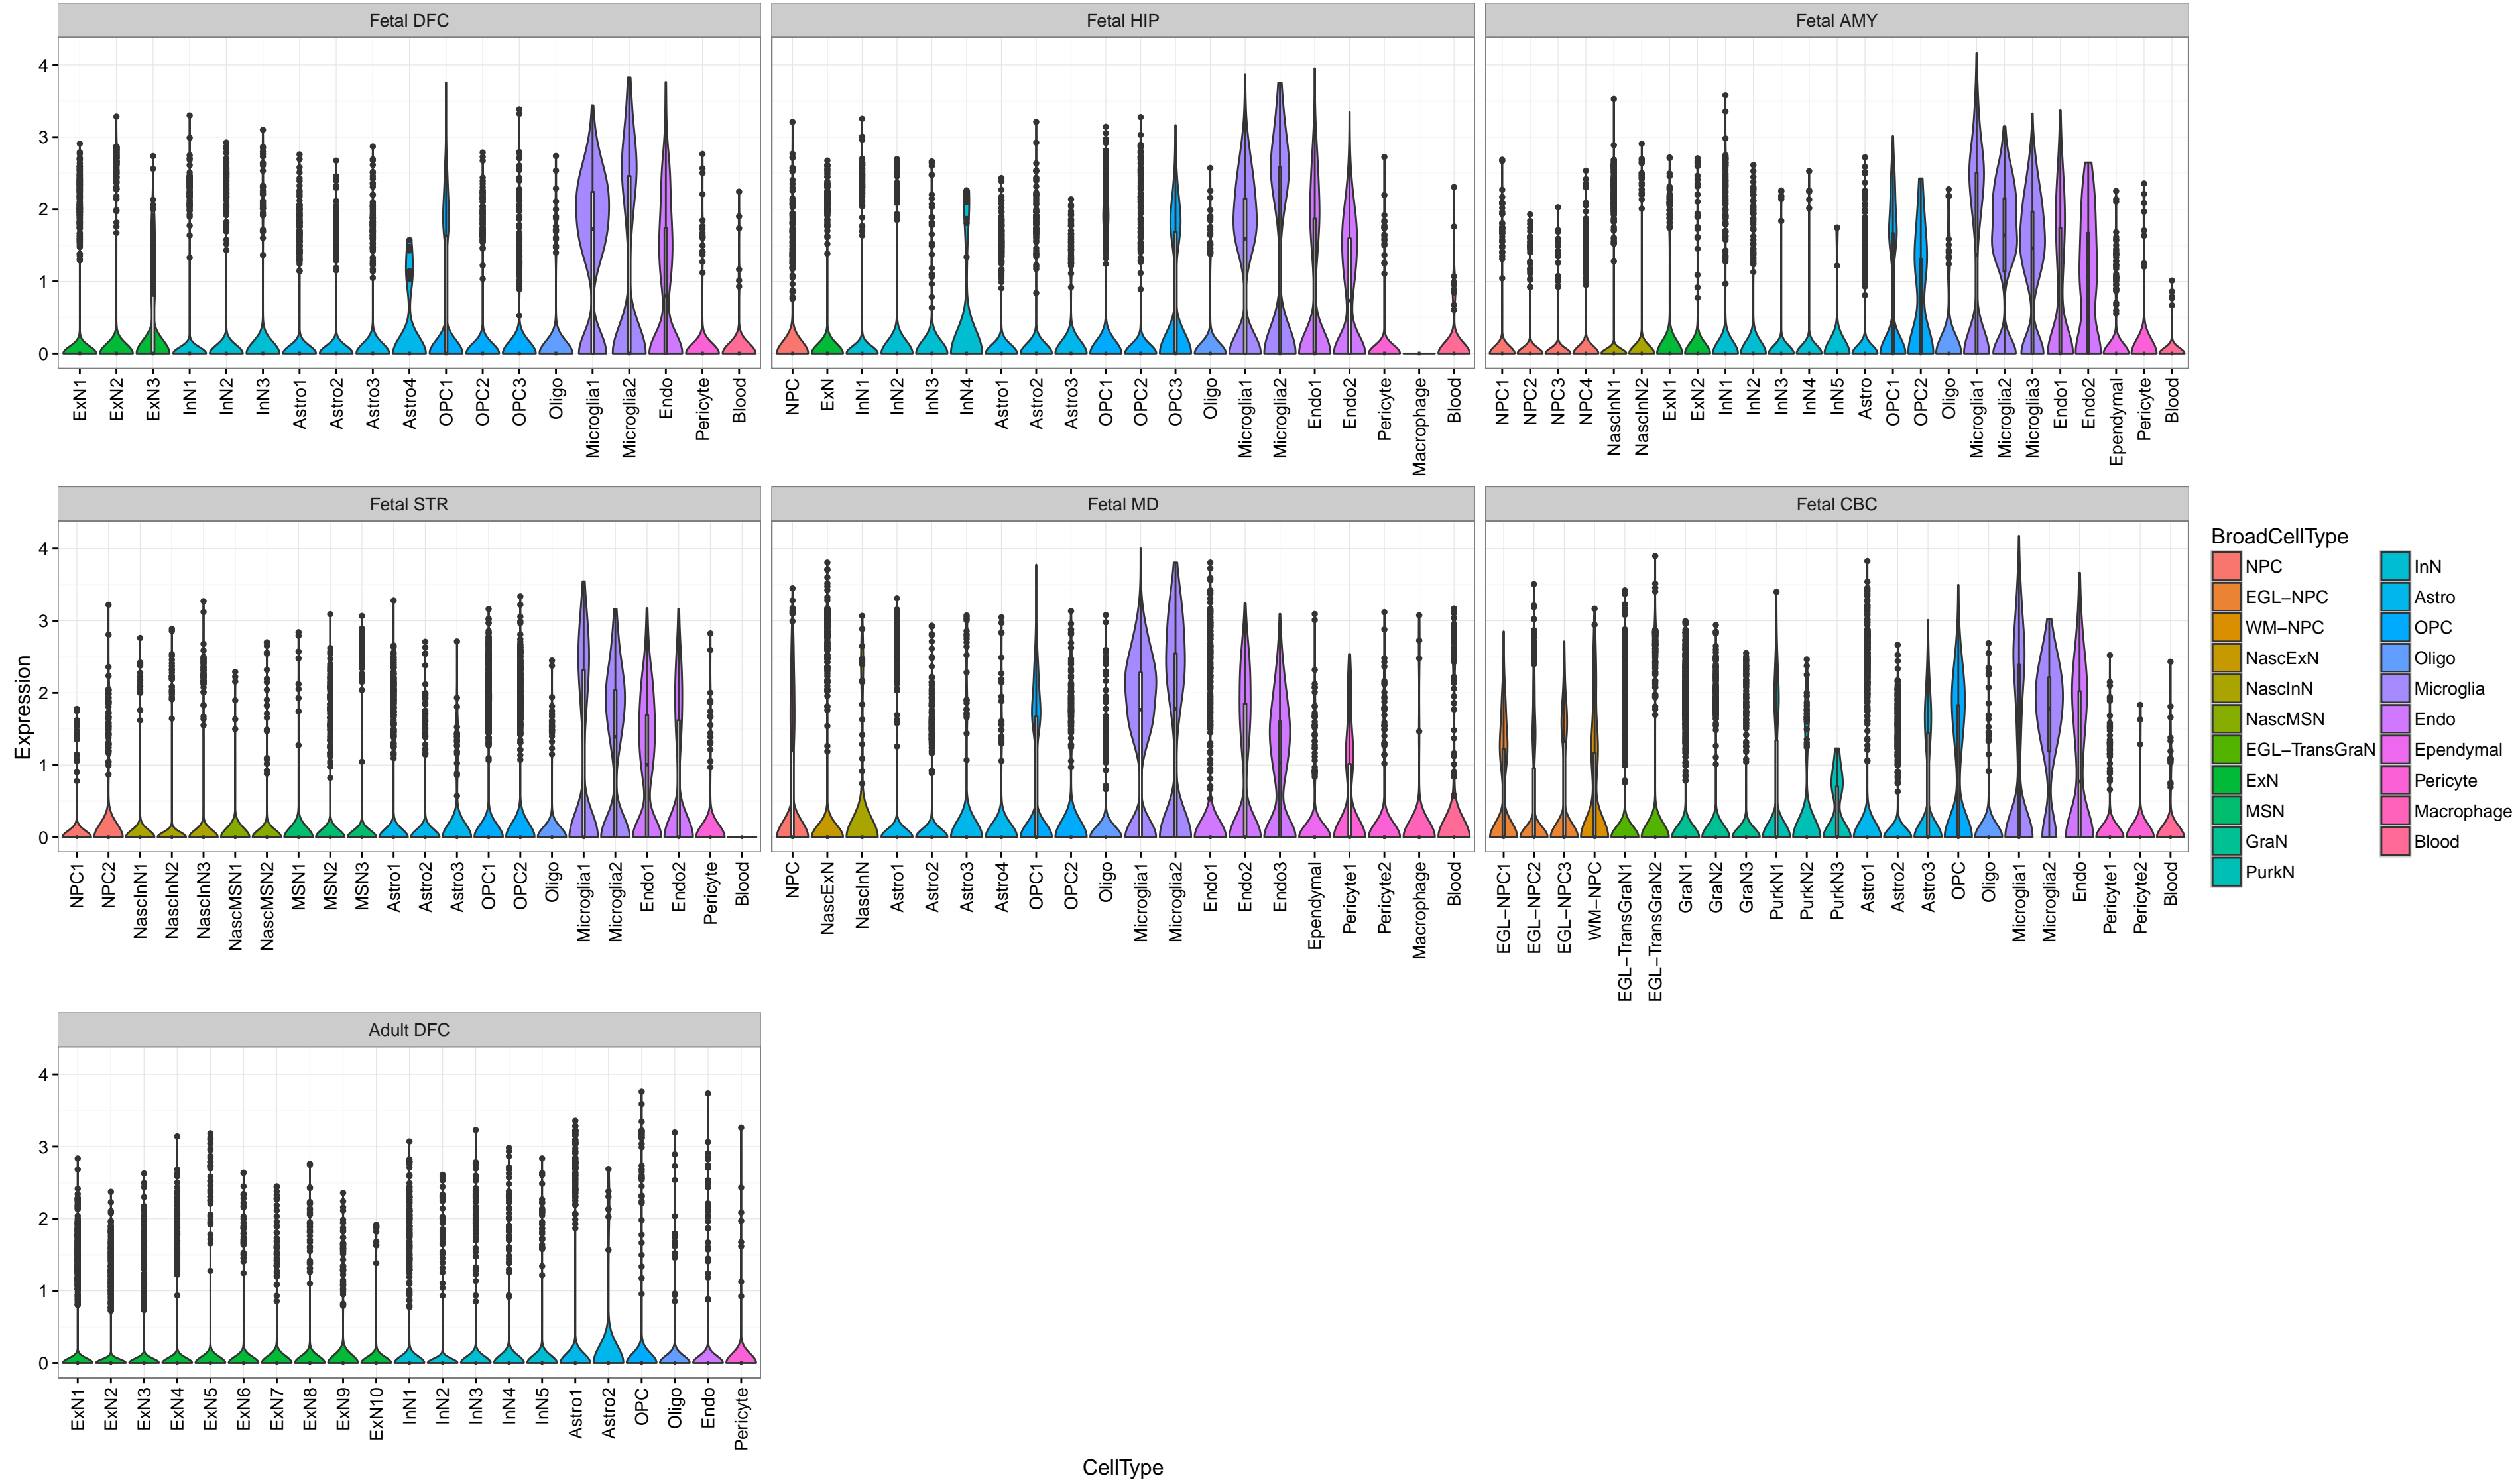 Fetal DFC
Fetal HIP
Fetal AMY
4
3
2
1
0
ExN1 ExN2 ExN3 InN1 InN2 InN3 Astro1 Astro2 Astro3 Astro4 OPC1 OPC2 OPC3 Oligo Microglia1 Microglia2 Endo Pericyte Blood
NPC ExN InN1 InN2 InN3 InN4 Astro1 Astro2 Astro3 OPC1 OPC2 OPC3 Oligo Microglia1 Microglia2 Endo1 Endo2 Pericyte Macrophage Blood
NPC1 NPC2 NPC3 NPC4 NascInN1 NascInN2 ExN1 ExN2 InN1 InN2 InN3 InN4 InN5 Astro OPC1 OPC2 Oligo Microglia1 Microglia2 Microglia3 Endo1 Endo2 Ependymal Pericyte Blood
Fetal STR
Fetal MD
Fetal CBC
4
3
2
1
0
NPC1 NPC2 NascInN1 NascInN2 NascInN3 NascMSN1 NascMSN2 MSN1 MSN2 MSN3 Astro1 Astro2 Astro3 OPC1 OPC2 Oligo Microglia1 Microglia2 Endo1 Endo2 Pericyte Blood
NPC NascExN NascInN Astro1 Astro2 Astro3 Astro4 OPC1 OPC2 Oligo Microglia1 Microglia2 Endo1 Endo2 Endo3 Ependymal Pericyte1 Pericyte2 Macrophage Blood
EGL−NPC1 EGL−NPC2 EGL−NPC3 WM−NPC EGL−TransGraN1 EGL−TransGraN2 GraN1 GraN2 GraN3 PurkN1 PurkN2 PurkN3 Astro1 Astro2 Astro3 OPC Oligo Microglia1 Microglia2 Endo Pericyte1 Pericyte2 Blood
Adult DFC
4
3
2
1
0
ExN1 ExN2 ExN3 ExN4 ExN5 ExN6 ExN7 ExN8 ExN9 ExN10 InN1 InN2 InN3 InN4 InN5 Astro1 Astro2 OPC Oligo Endo Pericyte
Expression
CellType
BroadCellType
NPC
EGL−NPC
WM−NPC
NascExN
NascInN
NascMSN
EGL−TransGraN
ExN
MSN
GraN
PurkN
InN
Astro
OPC
Oligo
Microglia
Endo
Ependymal
Pericyte
Macrophage
Blood